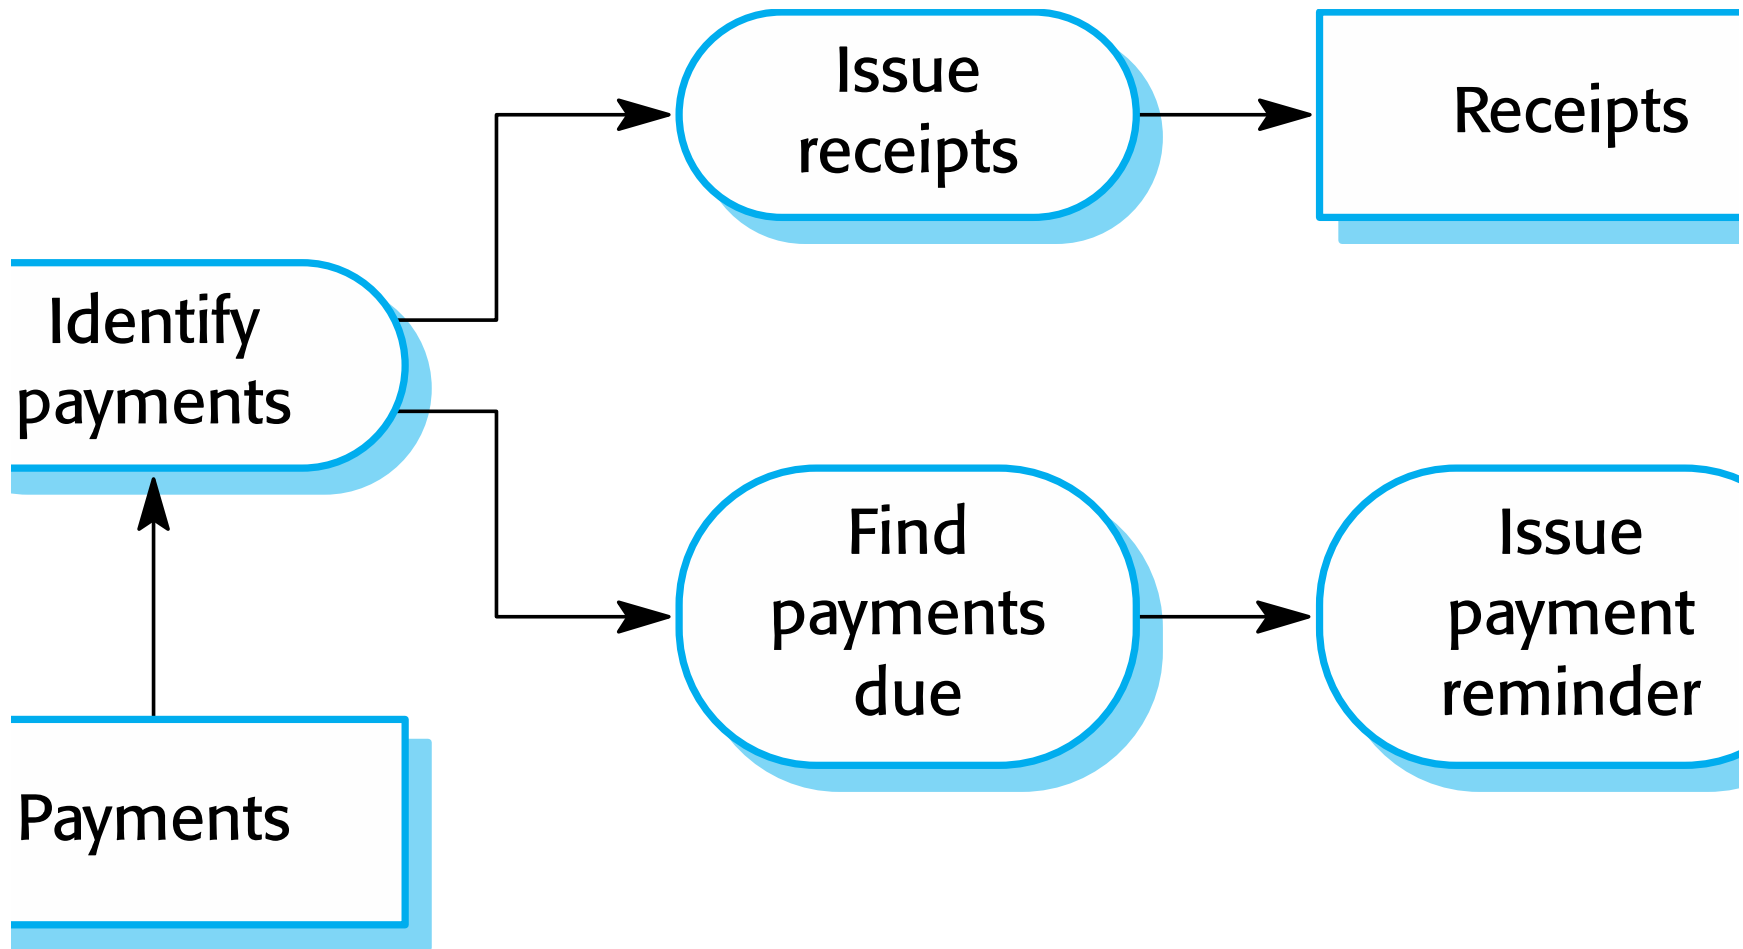 Issue
receipts
Receipts
Identify
payments
Find
payments
due
Issue
payment
reminder
Payments